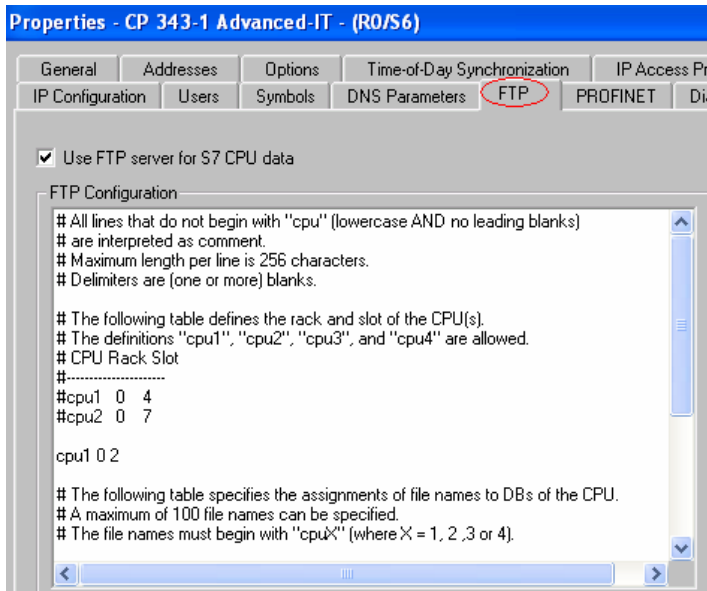 Properties - CP 343-1 Advanced-IT - (R0/S6)
General Addresses Options Time-of-Day Synchronization IP Access Pr
IP Configuration Users Symbols DNS Parameters FTP PROFINET Di
Use FTP server for S7 CPU data
FTP Configuration
# All lines that do not begin with "cpu" (lowercase AND no leading blanks)
# are interpreted as comment.
# Maximum length per line is 256 characters.
# Delimiters are (one or more) blanks.
# The following table defines the rack and slot of the CPU(s).
# The definitions "cpu1", "cpu2", "cpu3", and "cpu4" are allowed.
# CPU Rack Slot
#----------------------
#cpu1 0 4
#cpu2 0 7
cpu1 0 2
# The following table specifies the assignments of file names to DBs of the CPU.
# A maximum of 100 file names can be specified.
# The file names must begin with "cpuX" (where X = 1, 2 ,3 or 4).